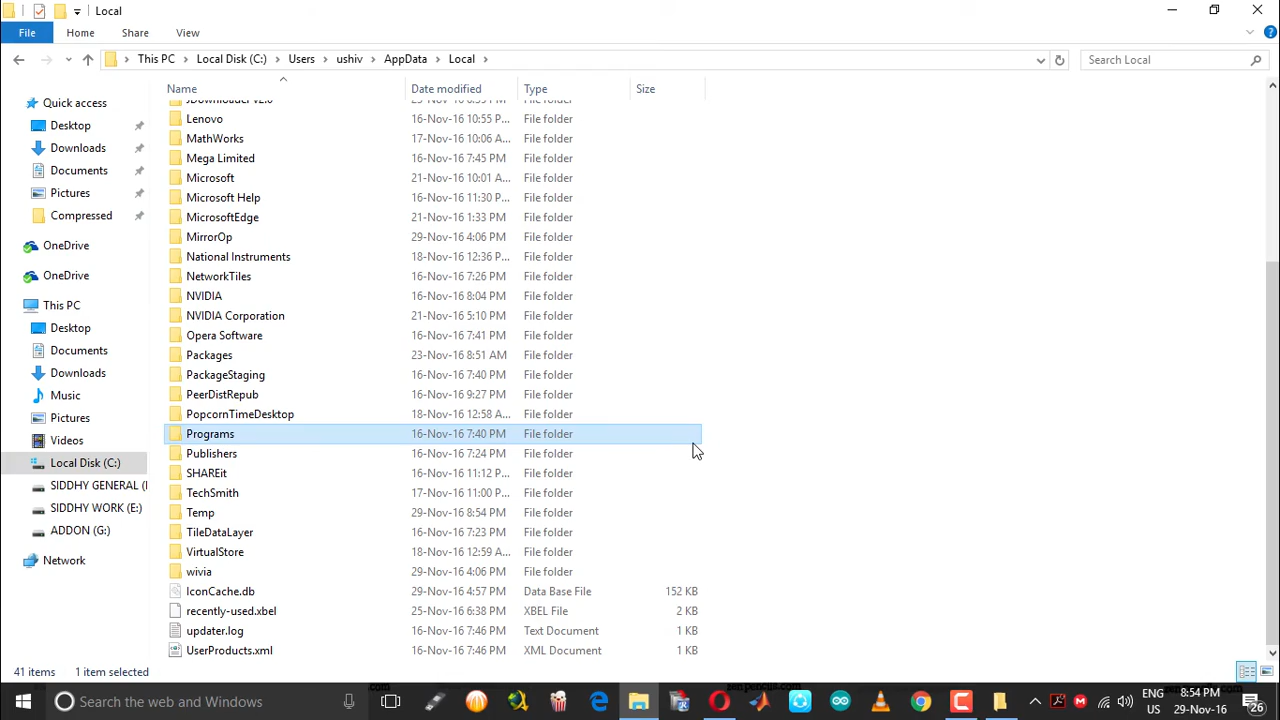 Local
File Home Share View
This PC Local Disk (C:) Users ushiv AppData Local Search Local
Name Date modified Type Size
Quick access
Desktop
Downloads
Documents
Pictures
Compressed
OneDrive
OneDrive
This PC
Desktop
Documents
Downloads
Music
Pictures
Videos
Local Disk (C:)
SIDDHY GENERAL (
SIDDHY WORK (E:)
ADDON (G:)
Network
JDownloader v2.0 File folder
Lenovo 16-Nov-16 10:55 P... File folder
MathWorks 17-Nov-16 10:06 A... File folder
Mega Limited 16-Nov-16 7:45 PM File folder
Microsoft 21-Nov-16 10:01 A... File folder
Microsoft Help 16-Nov-16 11:30 P... File folder
MicrosoftEdge 21-Nov-16 1:33 PM File folder
MirrorOp 29-Nov-16 4:06 PM File folder
National Instruments 18-Nov-16 12:36 P... File folder
NetworkTiles 16-Nov-16 7:26 PM File folder
NVIDIA 16-Nov-16 8:04 PM File folder
NVIDIA Corporation 21-Nov-16 5:10 PM File folder
Opera Software 16-Nov-16 7:41 PM File folder
Packages 23-Nov-16 8:51 AM File folder
PackageStaging 16-Nov-16 7:40 PM File folder
PeerDistRepub 16-Nov-16 9:27 PM File folder
PopcornTimeDesktop 18-Nov-16 12:58 A... File folder
Programs 16-Nov-16 7:40 PM File folder
Publishers 16-Nov-16 7:24 PM File folder
SHAREit 16-Nov-16 11:12 P... File folder
TechSmith 17-Nov-16 11:00 P... File folder
Temp 29-Nov-16 8:54 PM File folder
TileDataLayer 16-Nov-16 7:23 PM File folder
VirtualStore 18-Nov-16 12:59 A... File folder
wivia 29-Nov-16 4:06 PM File folder
IconCache.db 29-Nov-16 4:57 PM Data Base File 152 KB
recently-used.xbel 25-Nov-16 6:38 PM XBEL File 2 KB
updater.log 16-Nov-16 7:46 PM Text Document 1 KB
UserProducts.xml 16-Nov-16 7:46 PM XML Document 1 KB
41 items 1 item selected
Search the web and Windows
ENG 8:54 PM
US 29-Nov-16 26